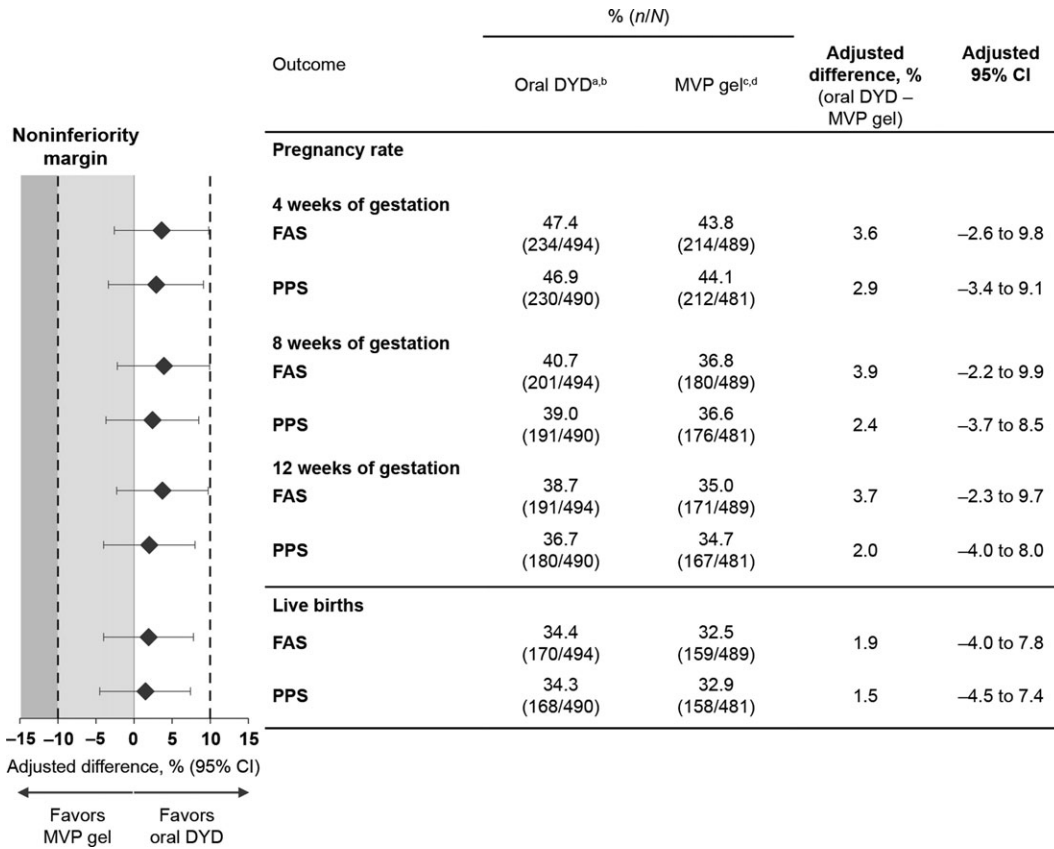 % (n/N)
Outcome
Oral DYDa,b
MVP gelc,d
Adjusted
difference, %
(oral DYD –
MVP gel)
Adjusted
95% CI
Noninferiority
margin
Pregnancy rate
4 weeks of gestation
FAS 47.4 43.8 3.6 –2.6 to 9.8
(234/494) (214/489)
PPS 46.9 44.1 2.9 –3.4 to 9.1
(230/490) (212/481)
8 weeks of gestation
FAS 40.7 36.8 3.9 –2.2 to 9.9
(201/494) (180/489)
PPS 39.0 36.6 2.4 –3.7 to 8.5
(191/490) (176/481)
12 weeks of gestation
FAS 38.7 35.0 3.7 –2.3 to 9.7
(191/494) (171/489)
PPS 36.7 34.7 2.0 –4.0 to 8.0
(180/490) (167/481)
Live births
FAS 34.4 32.5 1.9 –4.0 to 7.8
(170/494) (159/489)
PPS 34.3 32.9 1.5 –4.5 to 7.4
(168/490) (158/481)
–15 –10 –5 0 5 10 15
Adjusted difference, % (95% CI)
Favors
MVP gel
Favors
oral DYD